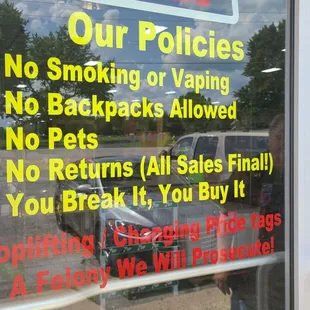 Our Policies
No Smoking or Vaping
No Backpacks Allowed
No Pets
No Returns (All Sales Final!)
You Break It, You Buy It
oplifting / Changing Price tags
A Felony We Will Prosecute!